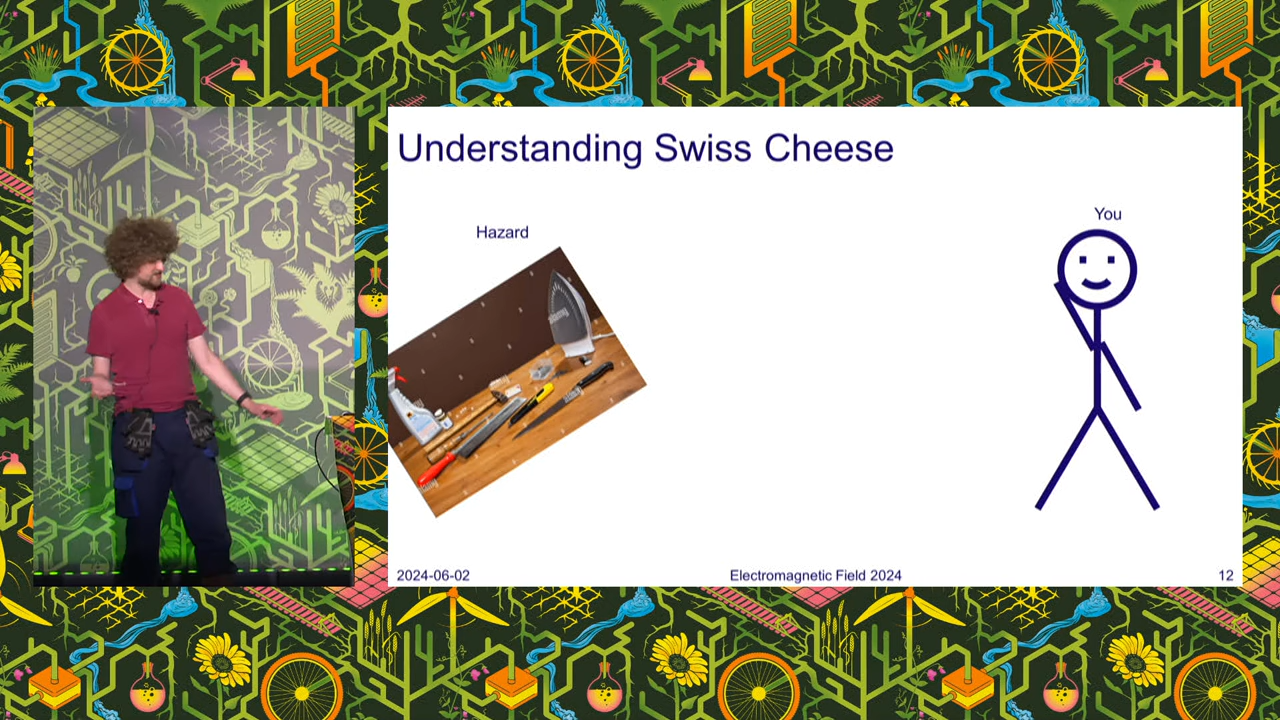 Understanding Swiss Cheese
You
Hazard
2024-06-02
Electromagnetic Field 2024
12